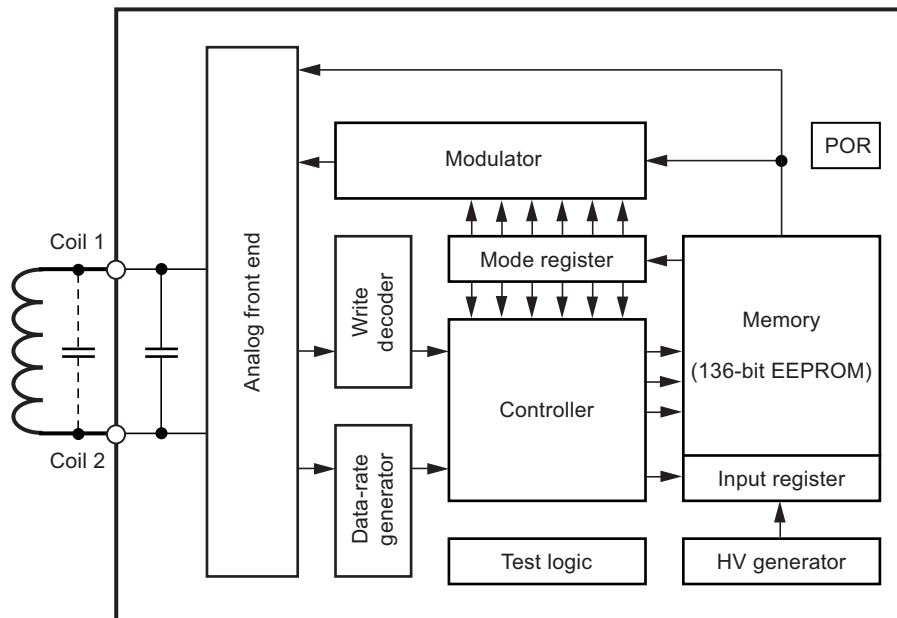 POR
Modulator
Coil 1
Analog front end
Write
decoder
Mode register
Memory
(136-bit EEPROM)
Controller
Coil 2
Data-rate
generator
Input register
Test logic
HV generator